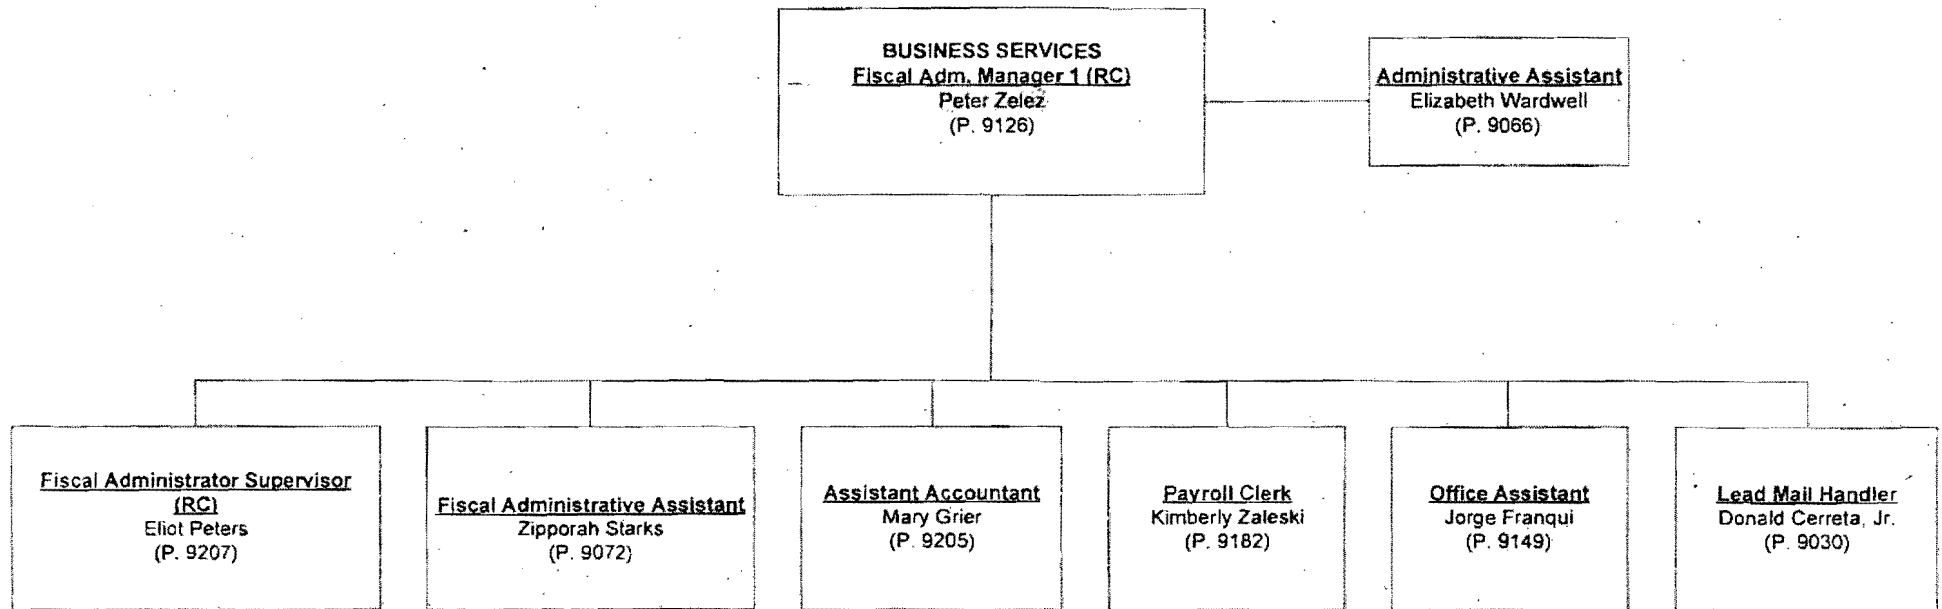 BUSINESS SERVICES
Fiscal Adm. Manager 1 (RC)
Peter Zelez
(P. 9126)
Administrative Assistant
Elizabeth Wardwell
(P. 9066)
Fiscal Administrator Supervisor
(RC)
Eliot Peters
(P. 9207)
Fiscal Administrative Assistant
Zipporah Starks
(P. 9072)
Assistant Accountant
Mary Grier
(P. 9205)
Payroll Clerk
Kimberly Zaleski
(P. 9182)
Office Assistant
Jorge Franqui
(P. 9149)
Lead Mail Handler
Donald Cerreta, Jr.
(P. 9030)